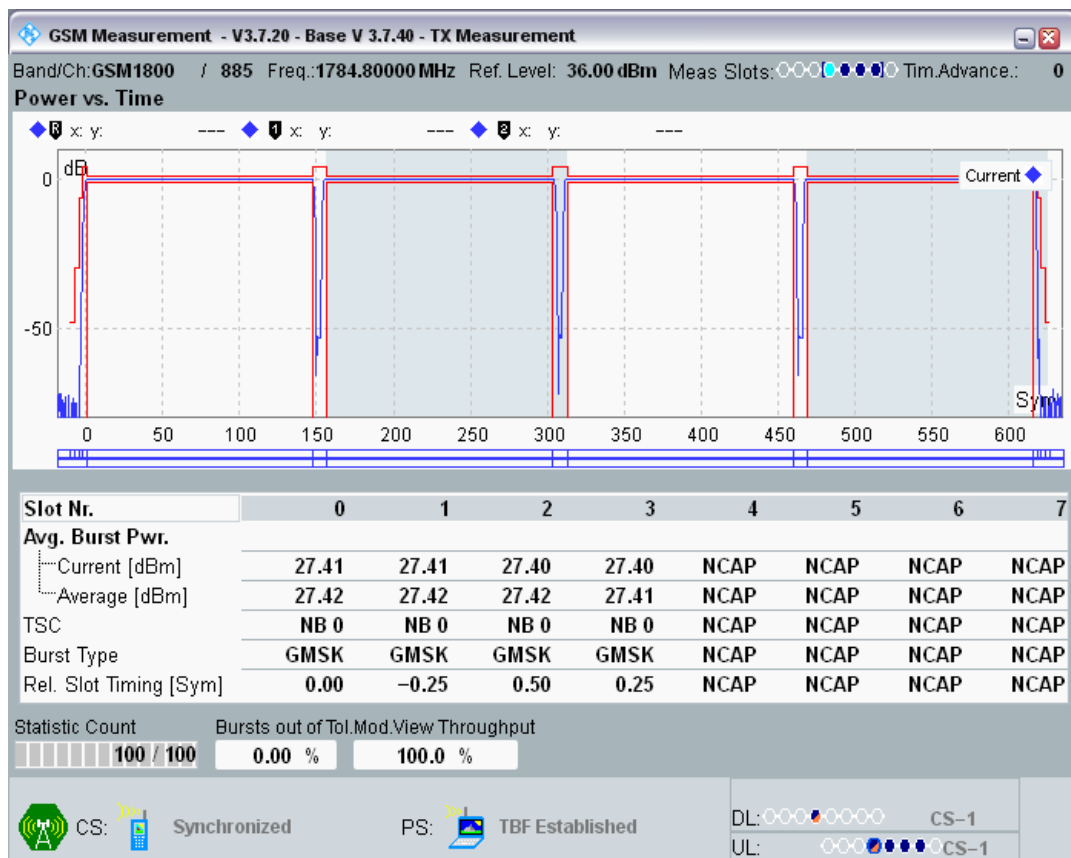 GSM Measurement - V3.7.20 - Base V 3.7.40 - TX Measurement
Band/Ch:GSM1800 / 885 Freq.:1784.80000 MHz Ref. Level: 36.00 dBm Meas Slots: Tim.Advance.: 0
Power vs. Time
R x: y: --- 1 x: y: --- 2 x: y: ---
dB
Current
0
-50
Sym
0 50 100 150 200 250 300 350 400 450 500 550 600
Slot Nr. 0 1 2 3 4 5 6 7
Avg. Burst Pwr.
Current [dBm] 27.41 27.41 27.40 27.40 NCAP NCAP NCAP NCAP
Average [dBm] 27.42 27.42 27.42 27.41 NCAP NCAP NCAP NCAP
TSC NB 0 NB 0 NB 0 NB 0 NCAP NCAP NCAP NCAP
Burst Type GMSK GMSK GMSK GMSK NCAP NCAP NCAP NCAP
Rel. Slot Timing [Sym] 0.00 −0.25 0.50 0.25 NCAP NCAP NCAP NCAP
Statistic Count Bursts out of Tol.Mod.View Throughput
100 / 100 0.00 % 100.0 %
CS: Synchronized PS: TBF Established DL: CS−1
UL: CS−1